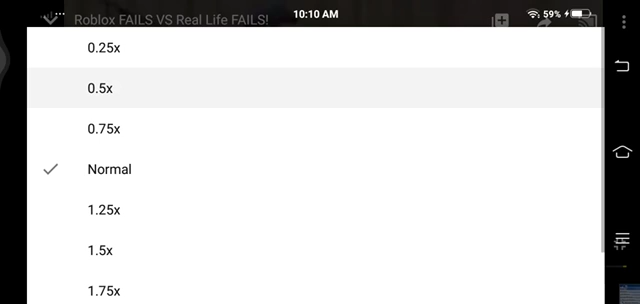 Roblox FAILS VS Real Life FAILS!
10:10 AM
59%
0.25x
0.5x
0.75x
Normal
1.25x
1.5x
1.75x